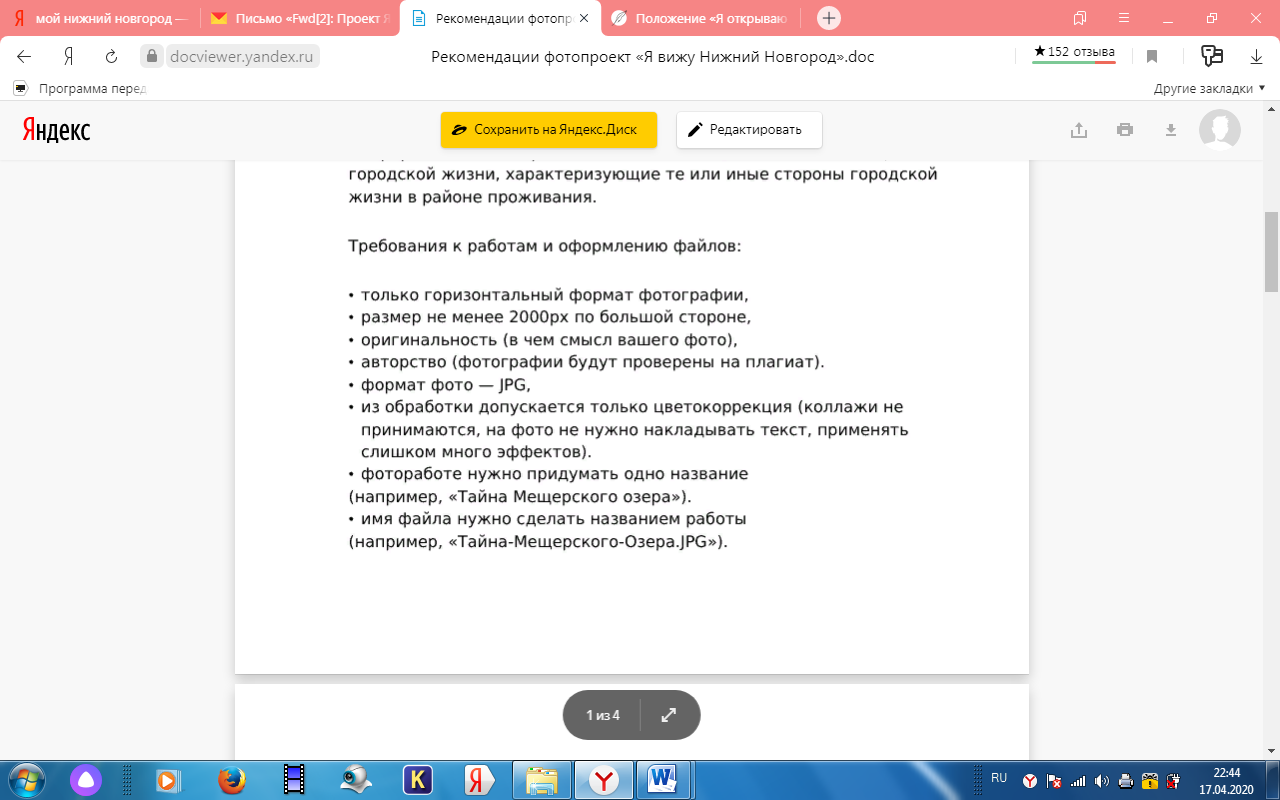 мой нижний новгород —
Письмо «Fwd[2]: Проект Я
Рекомендации фотопр
Положение «Я открываю
Я
docviewer.yandex.ru
Рекомендации фотопроект «Я вижу Нижний Новгород».doc
★152 отзыва
Программа перед
Другие закладки
Яндекс
Сохранить на Яндекс.Диск
Редактировать
городской жизни, характеризующие те или иные стороны городской
жизни в районе проживания.
Требования к работам и оформлению файлов:
• только горизонтальный формат фотографии,
• размер не менее 2000px по большой стороне,
• оригинальность (в чем смысл вашего фото),
• авторство (фотографии будут проверены на плагиат).
• формат фото — JPG,
• из обработки допускается только цветокоррекция (коллажи не
принимаются, на фото не нужно накладывать текст, применять
слишком много эффектов).
• фотоработе нужно придумать одно название
(например, «Тайна Мещерского озера»).
• имя файла нужно сделать названием работы
(например, «Тайна-Мещерского-Озера.JPG»).
1 из 4
RU
22:44
17.04.2020